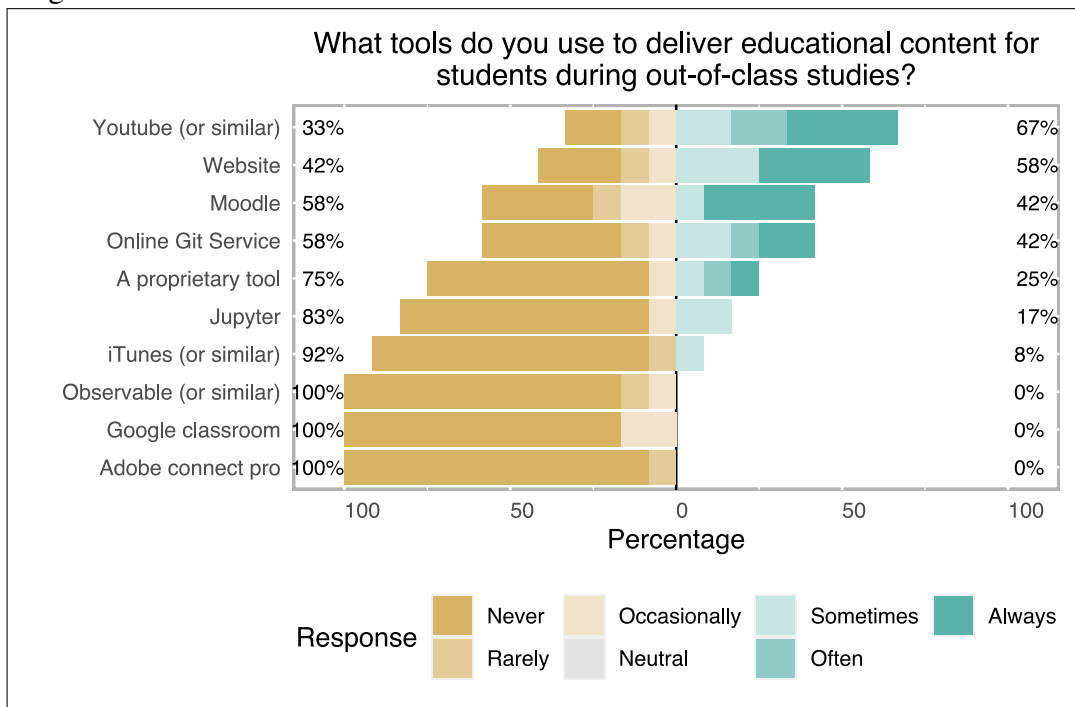 What tools do you use to deliver educational content for
students during out-of-class studies?
Youtube (or similar) 33% 67%
Website 42% 58%
Moodle 58% 42%
Online Git Service 58% 42%
A proprietary tool 75% 25%
Jupyter 83% 17%
iTunes (or similar) 92% 8%
Observable (or similar) 100% 0%
Google classroom 100% 0%
Adobe connect pro 100% 0%
100 50 0 50 100
Percentage
Response
Never Occasionally Sometimes Always
Rarely Neutral Often